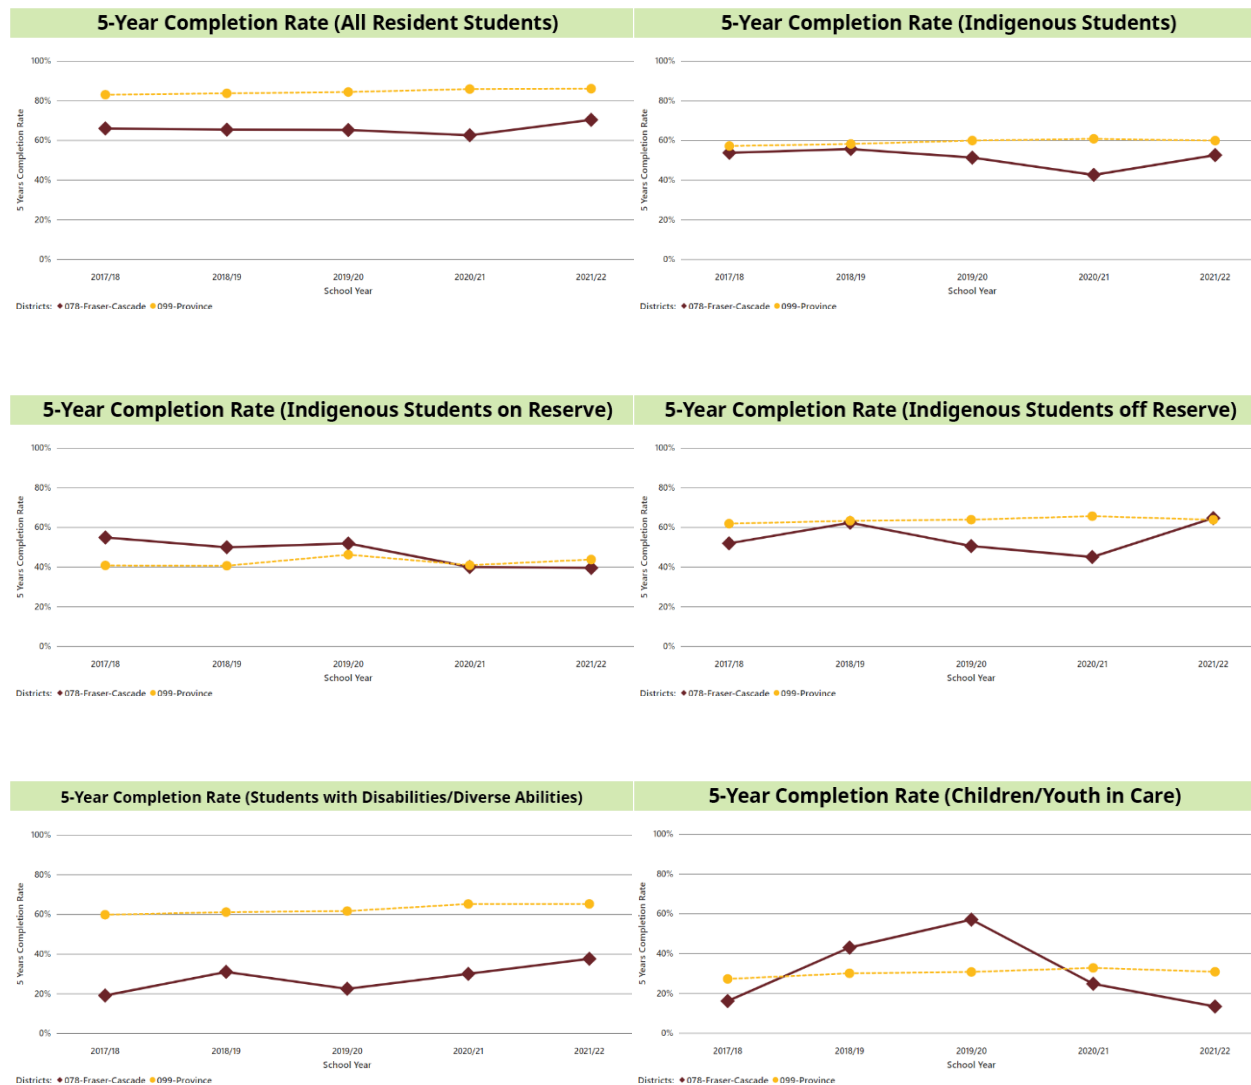 5-Year Completion Rate (All Resident Students)
100%
80%
60%
40%
20%
0%
5 Years Completion Rate
2017/18 2018/19 2019/20 2020/21 2021/22
School Year
Districts: 078-Fraser-Cascade 099-Province
5-Year Completion Rate (Indigenous Students)
100%
80%
60%
40%
20%
0%
5 Years Completion Rate
2017/18 2018/19 2019/20 2020/21 2021/22
School Year
Districts: 078-Fraser-Cascade 099-Province
5-Year Completion Rate (Indigenous Students on Reserve)
100%
80%
60%
40%
20%
0%
5 Years Completion Rate
2017/18 2018/19 2019/20 2020/21 2021/22
School Year
Districts: 078-Fraser-Cascade 099-Province
5-Year Completion Rate (Indigenous Students off Reserve)
100%
80%
60%
40%
20%
0%
5 Years Completion Rate
2017/18 2018/19 2019/20 2020/21 2021/22
School Year
Districts: 078-Fraser-Cascade 099-Province
5-Year Completion Rate (Students with Disabilities/Diverse Abilities)
100%
80%
60%
40%
20%
0%
5 Years Completion Rate
2017/18 2018/19 2019/20 2020/21 2021/22
School Year
Districts: 078-Fraser-Cascade 099-Province
5-Year Completion Rate (Children/Youth in Care)
100%
80%
60%
40%
20%
0%
5 Years Completion Rate
2017/18 2018/19 2019/20 2020/21 2021/22
School Year
Districts: 078-Fraser-Cascade 099-Province